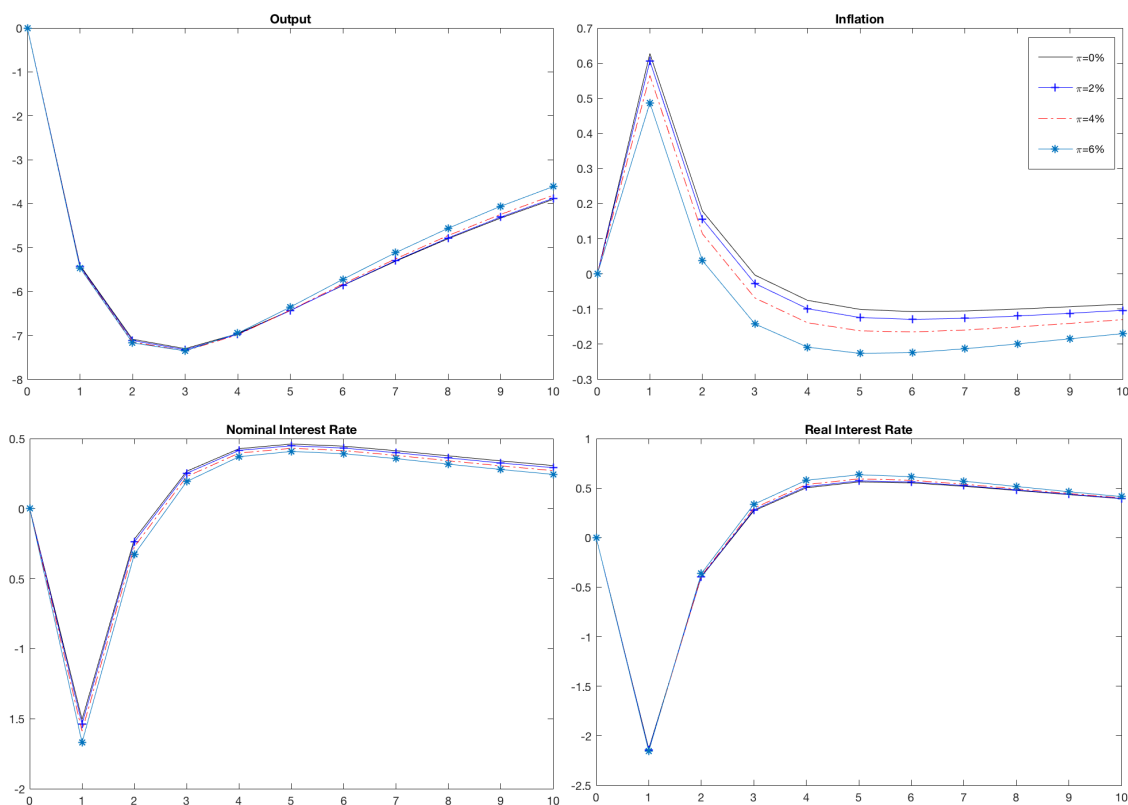 Output
0
-1
-2
-3
-4
-5
-6
-7
-8
0 1 2 3 4 5 6 7 8 9 10
Inflation
0.7
0.6
0.5
0.4
0.3
0.2
0.1
0
-0.1
-0.2
-0.3
0 1 2 3 4 5 6 7 8 9 10
π=0%
π=2%
π=4%
π=6%
Nominal Interest Rate
0.5
0
0.5
-1
1.5
-2
0 1 2 3 4 5 6 7 8 9 10
Real Interest Rate
1
0.5
0
-0.5
-1
-1.5
-2
-2.5
0 1 2 3 4 5 6 7 8 9 10